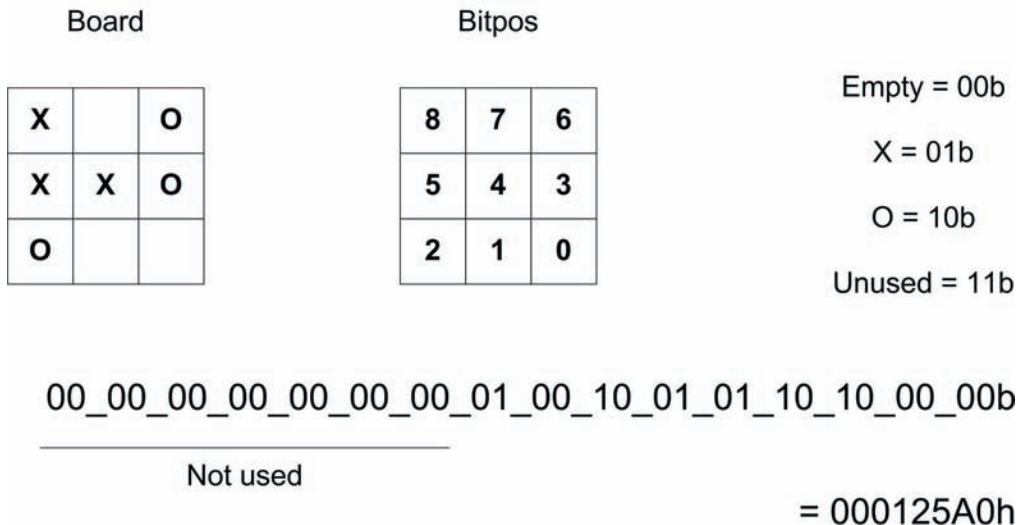 Board
Bitpos
X O
X X O
O
8 7 6
5 4 3
2 1 0
Empty = 00b
X = 01b
O = 10b
Unused = 11b
00_00_00_00_00_00_00_01_00_10_01_01_10_10_00_00b
Not used
= 000125A0h